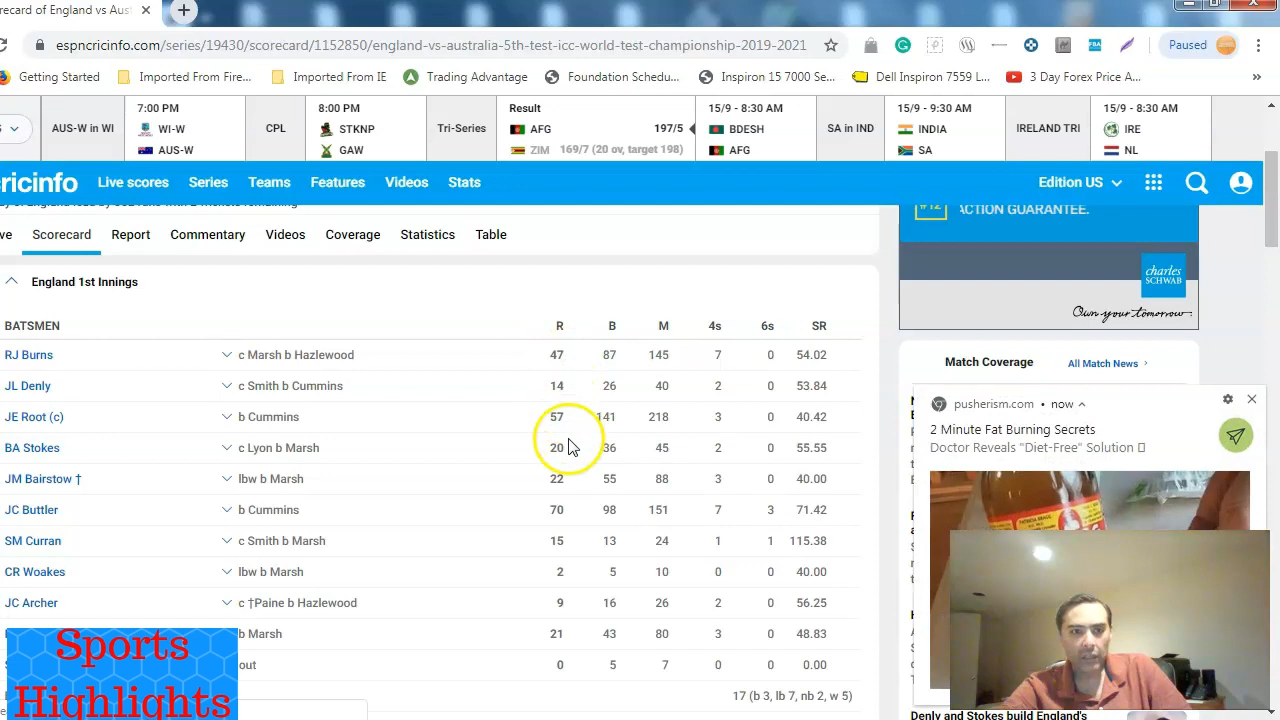 ecard of England vs Aust
espncricinfo.com/series/19430/scorecard/1152850/england-vs-australia-5th-test-icc-world-test-championship-2019-2021
Paused
Getting Started
Imported From Fire...
Imported From IE
Trading Advantage
Foundation Schedu...
Inspiron 15 7000 Se...
Dell Inspiron 7559 L...
3 Day Forex Price A...
»
AUS-W in WI
7:00 PM
WI-W
AUS-W
CPL
8:00 PM
STKNP
GAW
Tri-Series
Result
AFG 197/5
ZIM 169/7 (20 ov, target 198)
15/9 - 8:30 AM
BDESH
AFG
SA in IND
15/9 - 9:30 AM
INDIA
SA
IRELAND TRI
15/9 - 8:30 AM
IRE
NL
cricinfo Live scores Series Teams Features Videos Stats Edition US
ve Scorecard Report Commentary Videos Coverage Statistics Table
#12 ACTION GUARANTEE.
charles
SCHWAB
Own your tomorrow.
England 1st Innings
BATSMEN R B M 4s 6s SR
RJ Burns c Marsh b Hazlewood 47 87 145 7 0 54.02
JL Denly c Smith b Cummins 14 26 40 2 0 53.84
JE Root (c) b Cummins 57 141 218 3 0 40.42
BA Stokes c Lyon b Marsh 20 36 45 2 0 55.55
JM Bairstow † lbw b Marsh 22 55 88 3 0 40.00
JC Buttler b Cummins 70 98 151 7 3 71.42
SM Curran c Smith b Marsh 15 13 24 1 1 115.38
CR Woakes lbw b Marsh 2 5 10 0 0 40.00
JC Archer c †Paine b Hazlewood 9 16 26 2 0 56.25
b Marsh 21 43 80 3 0 48.83
out 0 5 7 0 0 0.00
17 (b 3, lb 7, nb 2, w 5)
Match Coverage All Match News
pusherism.com • now
2 Minute Fat Burning Secrets
Doctor Reveals "Diet-Free" Solution
Denly and Stokes build England's
Sports
Highlights